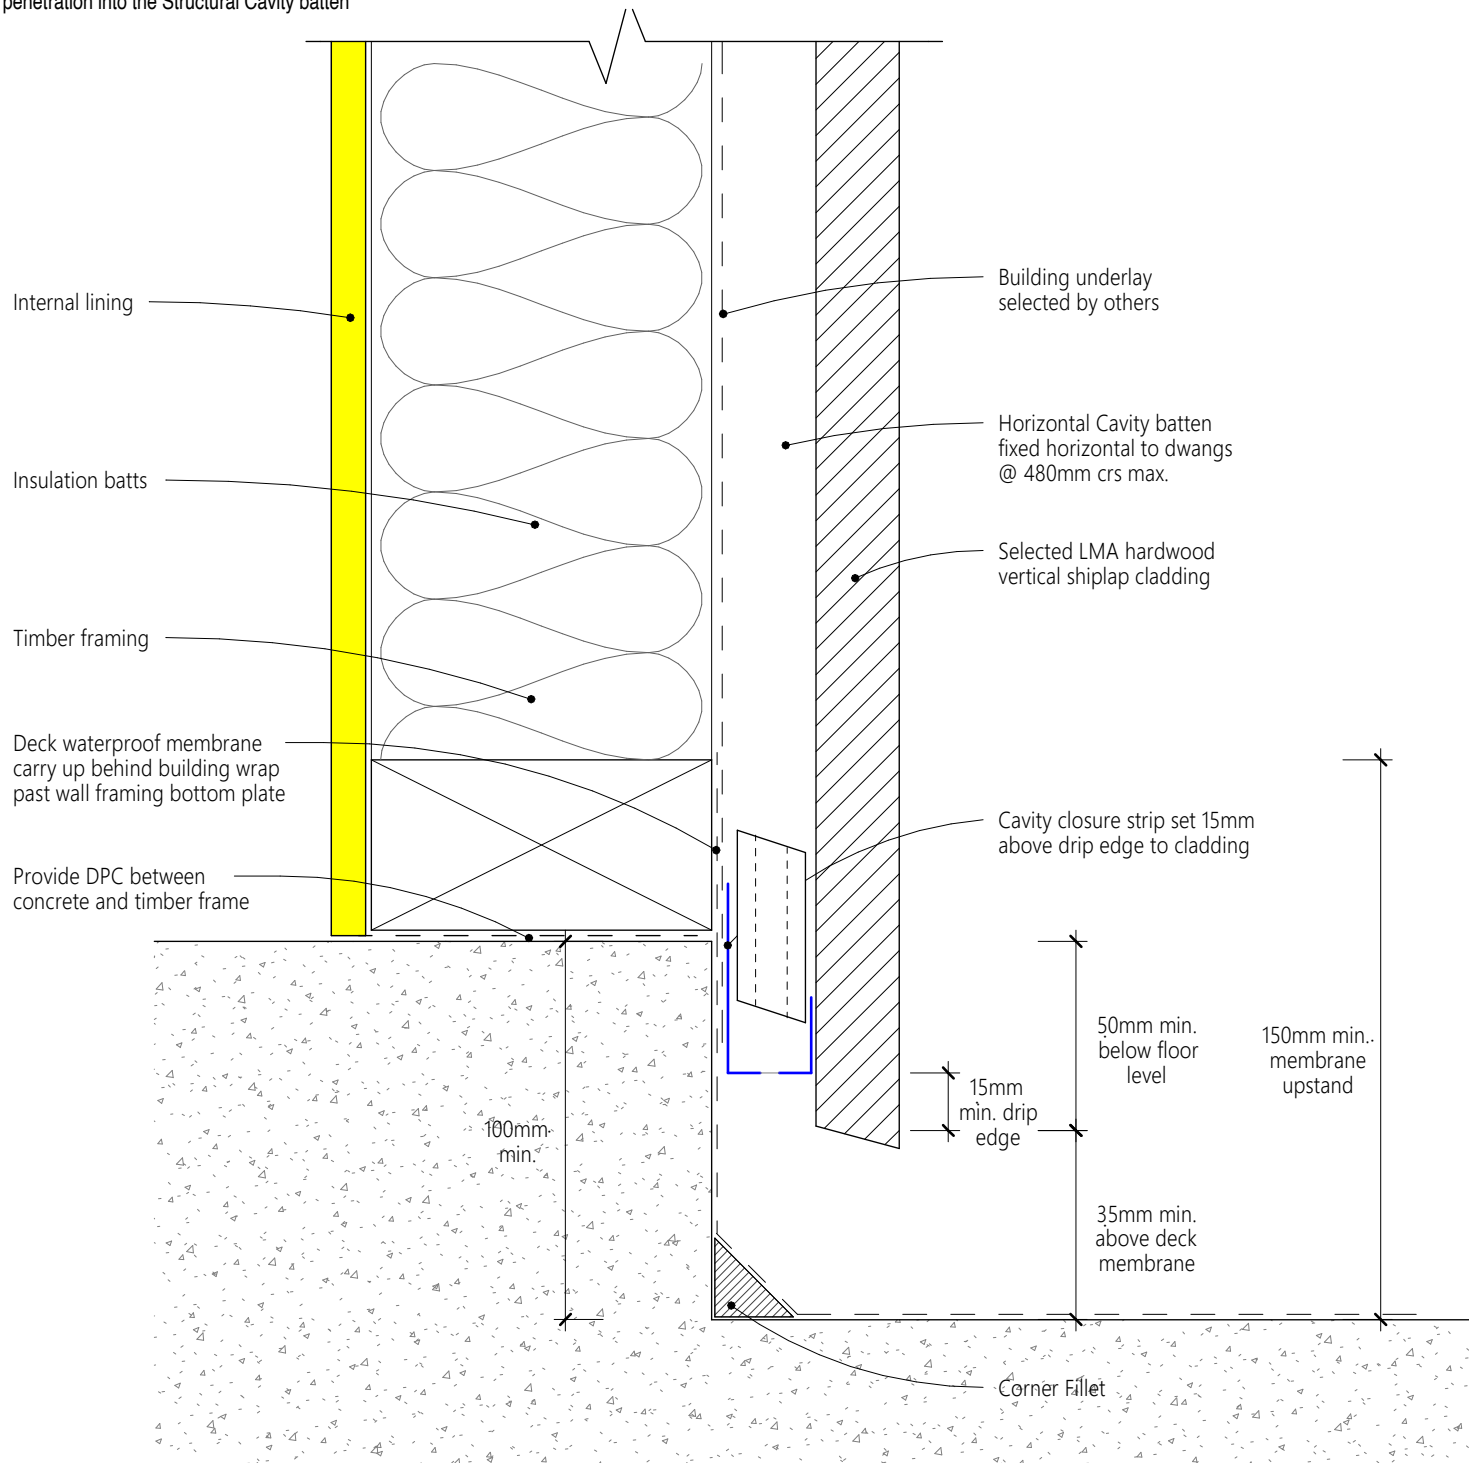 penetration into the Structural Cavity batten
Internal lining
Insulation batts
Timber framing
Deck waterproof membrane
carry up behind building wrap
past wall framing bottom plate
Provide DPC between
concrete and timber frame
Building underlay
selected by others
Horizontal Cavity batten
fixed horizontal to dwangs
@ 480mm crs max.
Selected LMA hardwood
vertical shiplap cladding
Cavity closure strip set 15mm
above drip edge to cladding
50mm min.
below floor
level
150mm min.
membrane
upstand
15mm
min. drip
edge
100mm
min.
35mm min.
above deck
membrane
Corner Fillet